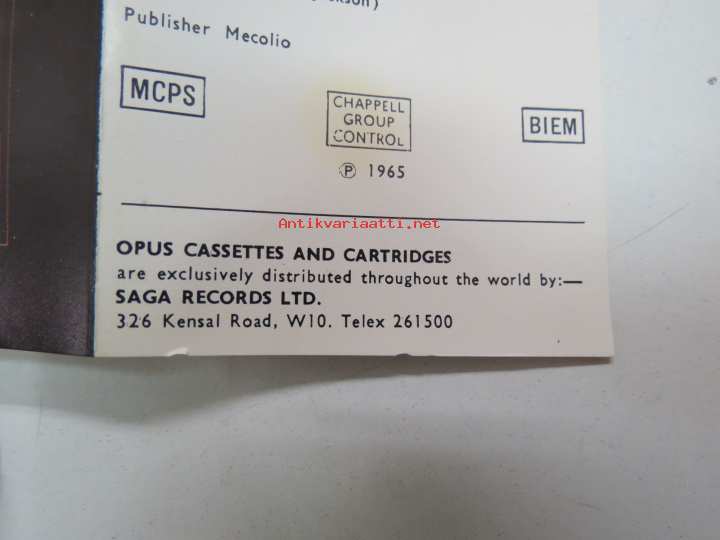 Publisher Mecolio
MCPS
CHAPPELL
GROUP
CONTROL
BIEM
℗ 1965
Antikvariaatti.net
OPUS CASSETTES AND CARTRIDGES
are exclusively distributed throughout the world by:—
SAGA RECORDS LTD.
326 Kensal Road, W10. Telex 261500